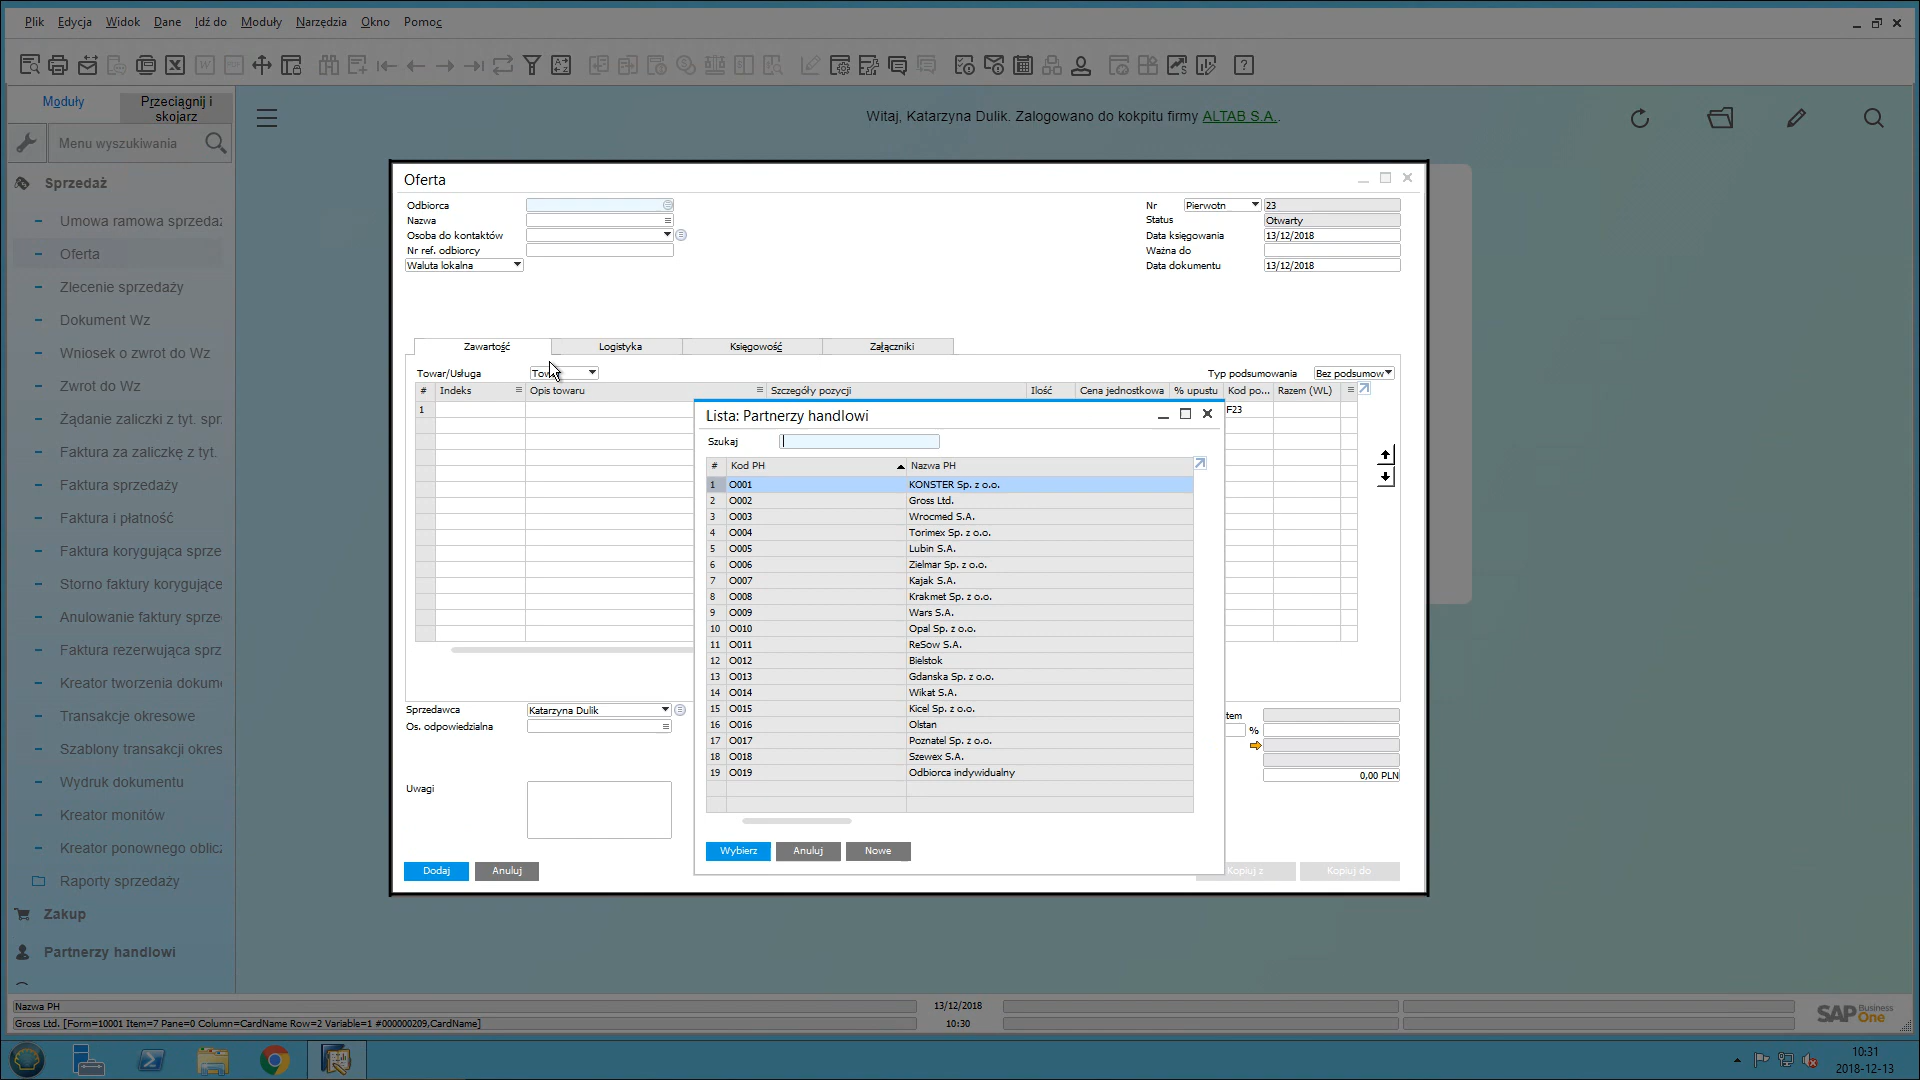 Plik Edycja Widok Dane Idź do Moduły Narzędzia Okno Pomoc
Moduły
Przeciągnij i skojarz
Witaj, Katarzyna Dulik. Zalogowano do kokpitu firmy ALTAB S.A..
Menu wyszukiwania
Sprzedaż
Umowa ramowa sprzedaż
Oferta
Zlecenie sprzedaży
Dokument Wz
Wniosek o zwrot do Wz
Zwrot do Wz
Żądanie zaliczki z tyt. spr
Faktura za zaliczkę z tyt.
Faktura sprzedaży
Faktura i płatność
Faktura korygująca sprze
Storno faktury korygujące
Anulowanie faktury sprze
Faktura rezerwująca sprz
Kreator tworzenia dokum
Transakcje okresowe
Szablony transakcji okres
Wydruk dokumentu
Kreator monitów
Kreator ponownego oblic
Raporty sprzedaży
Zakup
Partnerzy handlowi
Oferta
Odbiorca
Nazwa
Osoba do kontaktów
Nr ref. odbiorcy
Waluta lokalna
Nr Pierwotn 23
Status Otwarty
Data księgowania 13/12/2018
Ważna do
Data dokumentu 13/12/2018
Zawartość Logistyka Księgowość Załączniki
Towar/Usługa Towar
Typ podsumowania Bez podsumow
# Indeks Opis towaru Szczegóły pozycji Ilość Cena jednostkowa % upustu Kod po... Razem (WL)
1 F23
Lista: Partnerzy handlowi
Szukaj
# Kod PH Nazwa PH
1 O001 KONSTER Sp. z o.o.
2 O002 Gross Ltd.
3 O003 Wrocmed S.A.
4 O004 Torimex Sp. z o.o.
5 O005 Lubin S.A.
6 O006 Zielmar Sp. z o.o.
7 O007 Kajak S.A.
8 O008 Krakmet Sp. z o.o.
9 O009 Wars S.A.
10 O010 Opal Sp. z o.o.
11 O011 ReSow S.A.
12 O012 Bielstok
13 O013 Gdanska Sp. z o.o.
14 O014 Wikat S.A.
15 O015 Kicel Sp. z o.o.
16 O016 Olstan
17 O017 Poznatel Sp. z o.o.
18 O018 Szewex S.A.
19 O019 Odbiorca indywidualny
Wybierz Anuluj Nowe
Sprzedawca Katarzyna Dulik
Os. odpowiedzialna
Uwagi
tem
%
0,00 PLN
Dodaj Anuluj
Kopiuj z Kopiuj do
Nazwa PH
13/12/2018
Gross Ltd. [Form=10001 Item=7 Pane=0 Column=CardName Row=2 Variable=1 #000000209,CardName]
10:30
SAP Business One
10:31
2018-12-13